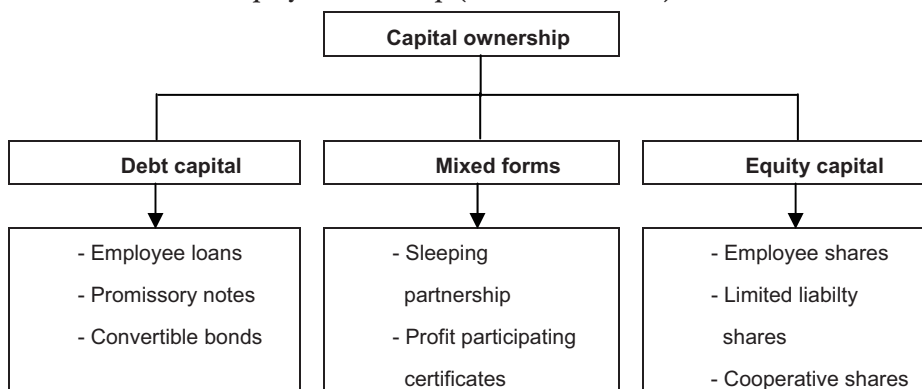 Capital ownership
Debt capital
Mixed forms
Equity capital
- Employee loans
- Promissory notes
- Convertible bonds
- Sleeping
partnership
- Profit participating
certificates
- Employee shares
- Limited liabilty
shares
- Cooperative shares